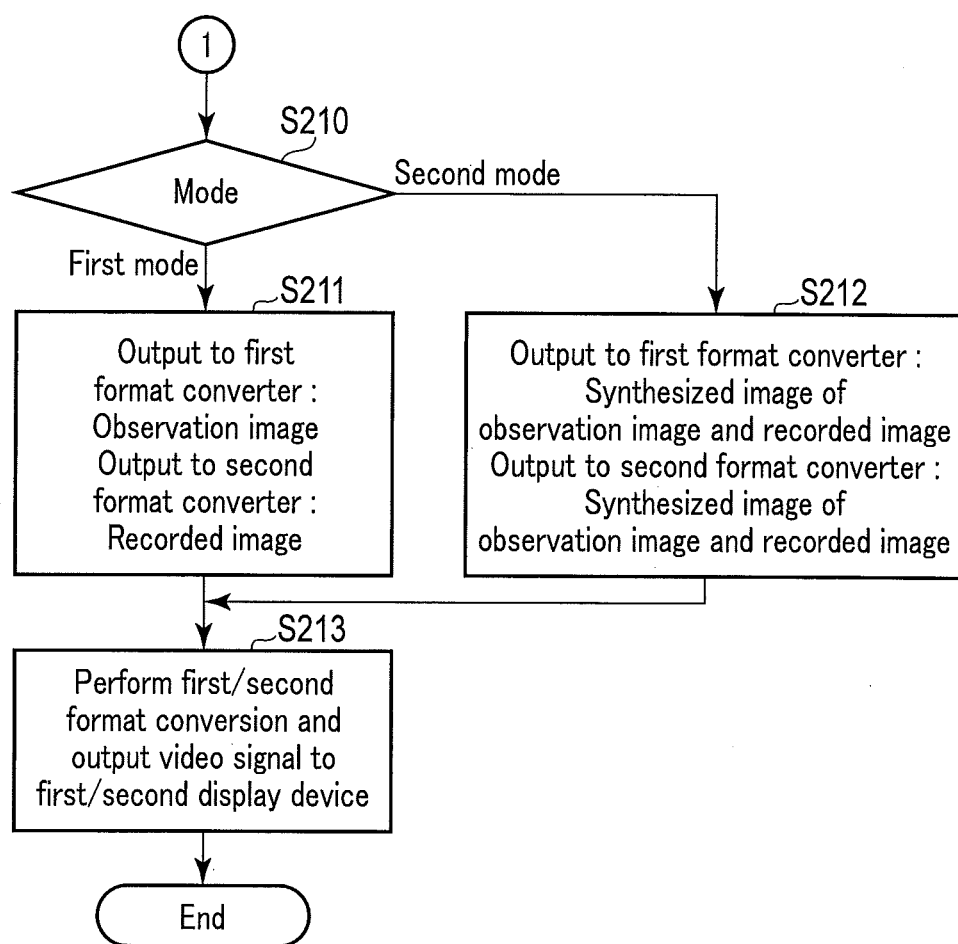 1
S210
Mode
Second mode
First mode
S211
Output to first
format converter :
Observation image
Output to second
format converter :
Recorded image
S212
Output to first format converter :
Synthesized image of
observation image and recorded image
Output to second format converter :
Synthesized image of
observation image and recorded image
S213
Perform first/second
format conversion and
output video signal to
first/second display device
End